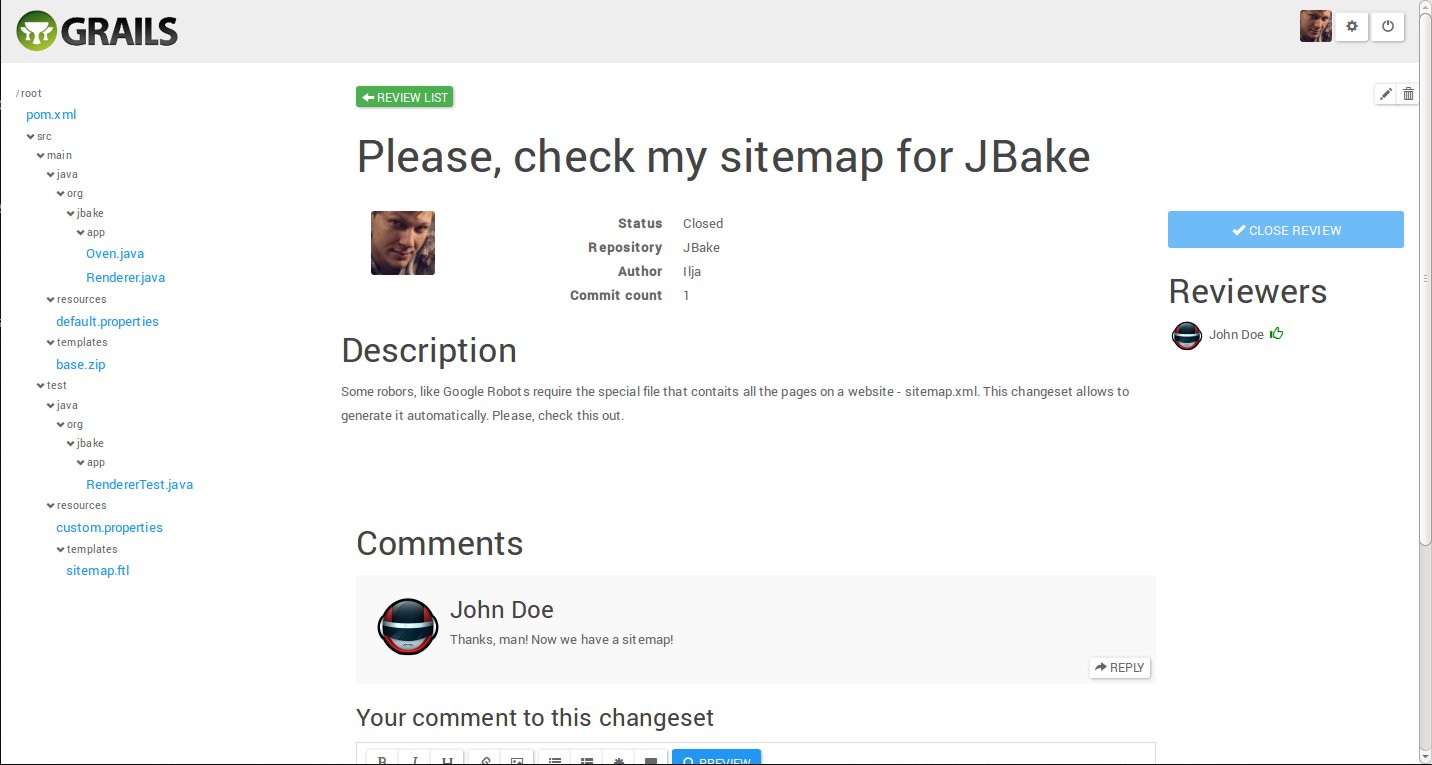 GRAILS
/root
pom.xml
src
main
java
org
jbake
app
Oven.java
Renderer.java
resources
default.properties
templates
base.zip
test
java
org
jbake
app
RendererTest.java
resources
custom.properties
templates
sitemap.ftl
REVIEW LIST
Please, check my sitemap for JBake
Status Closed
Repository JBake
Author Ilja
Commit count 1
CLOSE REVIEW
Reviewers
John Doe
Description
Some robors, like Google Robots require the special file that contaits all the pages on a website - sitemap.xml. This changeset allows to
generate it automatically. Please, check this out.
Comments
John Doe
Thanks, man! Now we have a sitemap!
REPLY
Your comment to this changeset
B I H PREVIEW